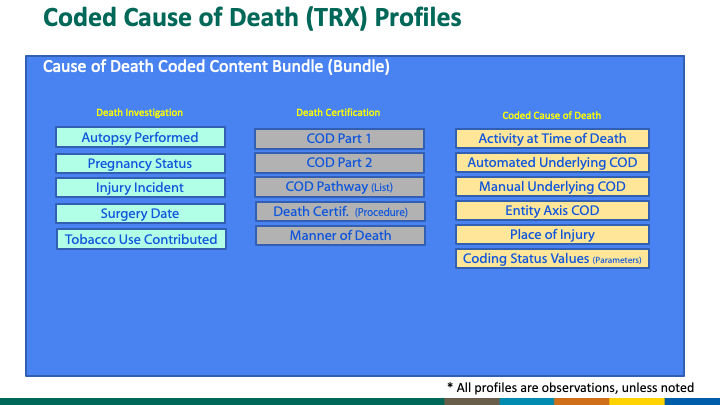 Coded Cause of Death (TRX) Profiles
Cause of Death Coded Content Bundle (Bundle)
Death Investigation
Autopsy Performed
Pregnancy Status
Injury Incident
Surgery Date
Tobacco Use Contributed
Death Certification
COD Part 1
COD Part 2
COD Pathway (List)
Death Certif. (Procedure)
Manner of Death
Coded Cause of Death
Activity at Time of Death
Automated Underlying COD
Manual Underlying COD
Entity Axis COD
Place of Injury
Coding Status Values (Parameters)
* All profiles are observations, unless noted